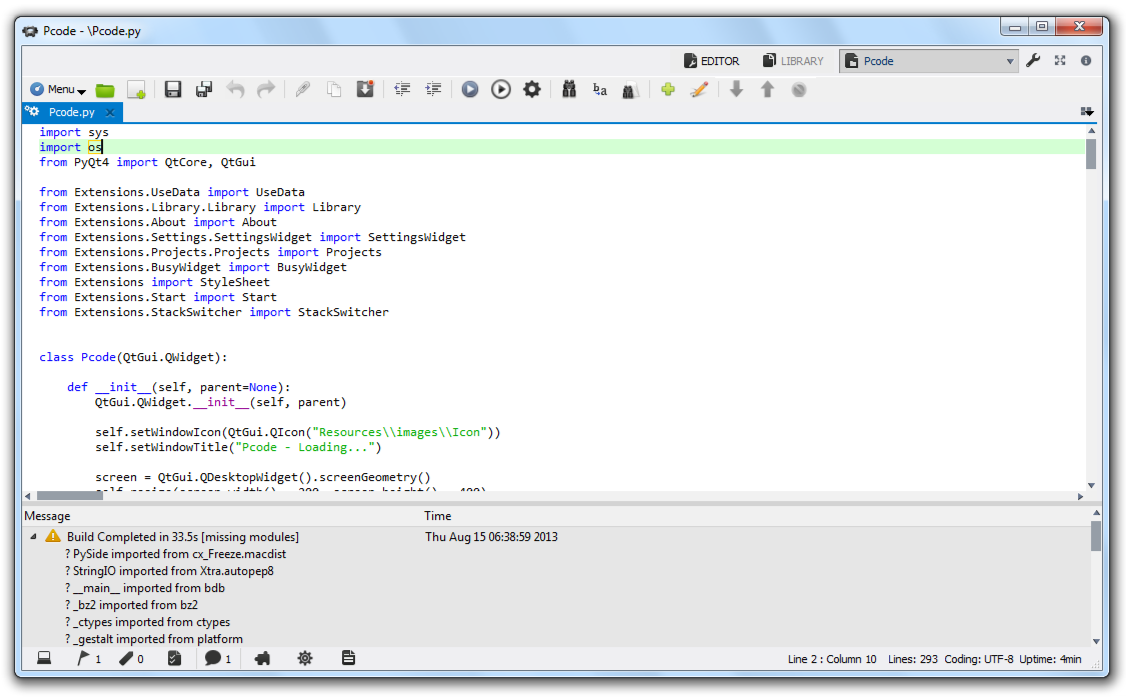 Pcode - \Pcode.py
EDITOR LIBRARY Pcode
Menu
Pcode.py
import sys
import os
from PyQt4 import QtCore, QtGui
from Extensions.UseData import UseData
from Extensions.Library.Library import Library
from Extensions.About import About
from Extensions.Settings.SettingsWidget import SettingsWidget
from Extensions.Projects.Projects import Projects
from Extensions.BusyWidget import BusyWidget
from Extensions import StyleSheet
from Extensions.Start import Start
from Extensions.StackSwitcher import StackSwitcher
class Pcode(QtGui.QWidget):
def __init__(self, parent=None):
QtGui.QWidget.__init__(self, parent)
self.setWindowIcon(QtGui.QIcon("Resources\\images\\Icon"))
self.setWindowTitle("Pcode - Loading...")
screen = QtGui.QDesktopWidget().screenGeometry()
Message Time
Build Completed in 33.5s [missing modules] Thu Aug 15 06:38:59 2013
? PySide imported from cx_Freeze.macdist
? StringIO imported from Xtra.autopep8
? __main__ imported from bdb
? _bz2 imported from bz2
? _ctypes imported from ctypes
? _gestalt imported from platform
1 0 1 Line 2 : Column 10 Lines: 293 Coding: UTF-8 Uptime: 4min